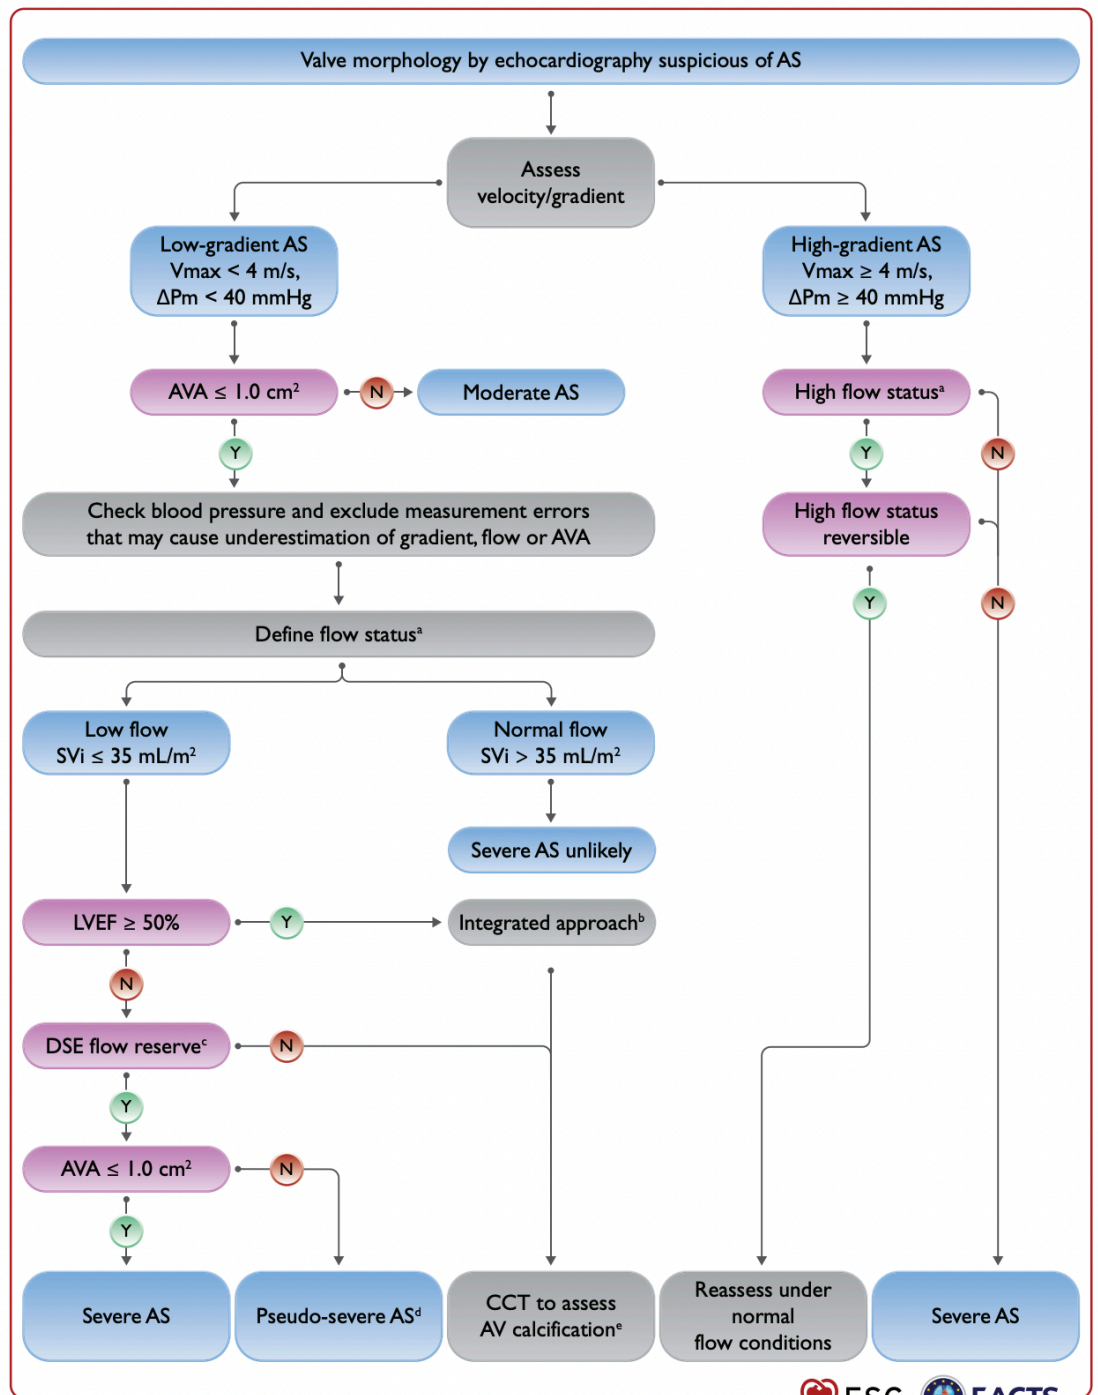 Valve morphology by echocardiography suspicious of AS
Assess
velocity/gradient
Low-gradient AS
Vmax < 4 m/s,
ΔPm < 40 mmHg
High-gradient AS
Vmax ≥ 4 m/s,
ΔPm ≥ 40 mmHg
AVA ≤ 1.0 cm²
N
Moderate AS
High flow statusᵃ
Y
Y
N
Check blood pressure and exclude measurement errors
that may cause underestimation of gradient, flow or AVA
High flow status
reversible
Y
N
Define flow statusᵃ
Low flow
SVi ≤ 35 mL/m²
Normal flow
SVi > 35 mL/m²
Severe AS unlikely
LVEF ≥ 50%
Y
Integrated approachᵇ
N
DSE flow reserveᶜ
N
Y
AVA ≤ 1.0 cm²
N
Y
Severe AS
Pseudo-severe ASᵈ
CCT to assess
AV calcificationᵉ
Reassess under
normal
flow conditions
Severe AS
ESC
EACTS